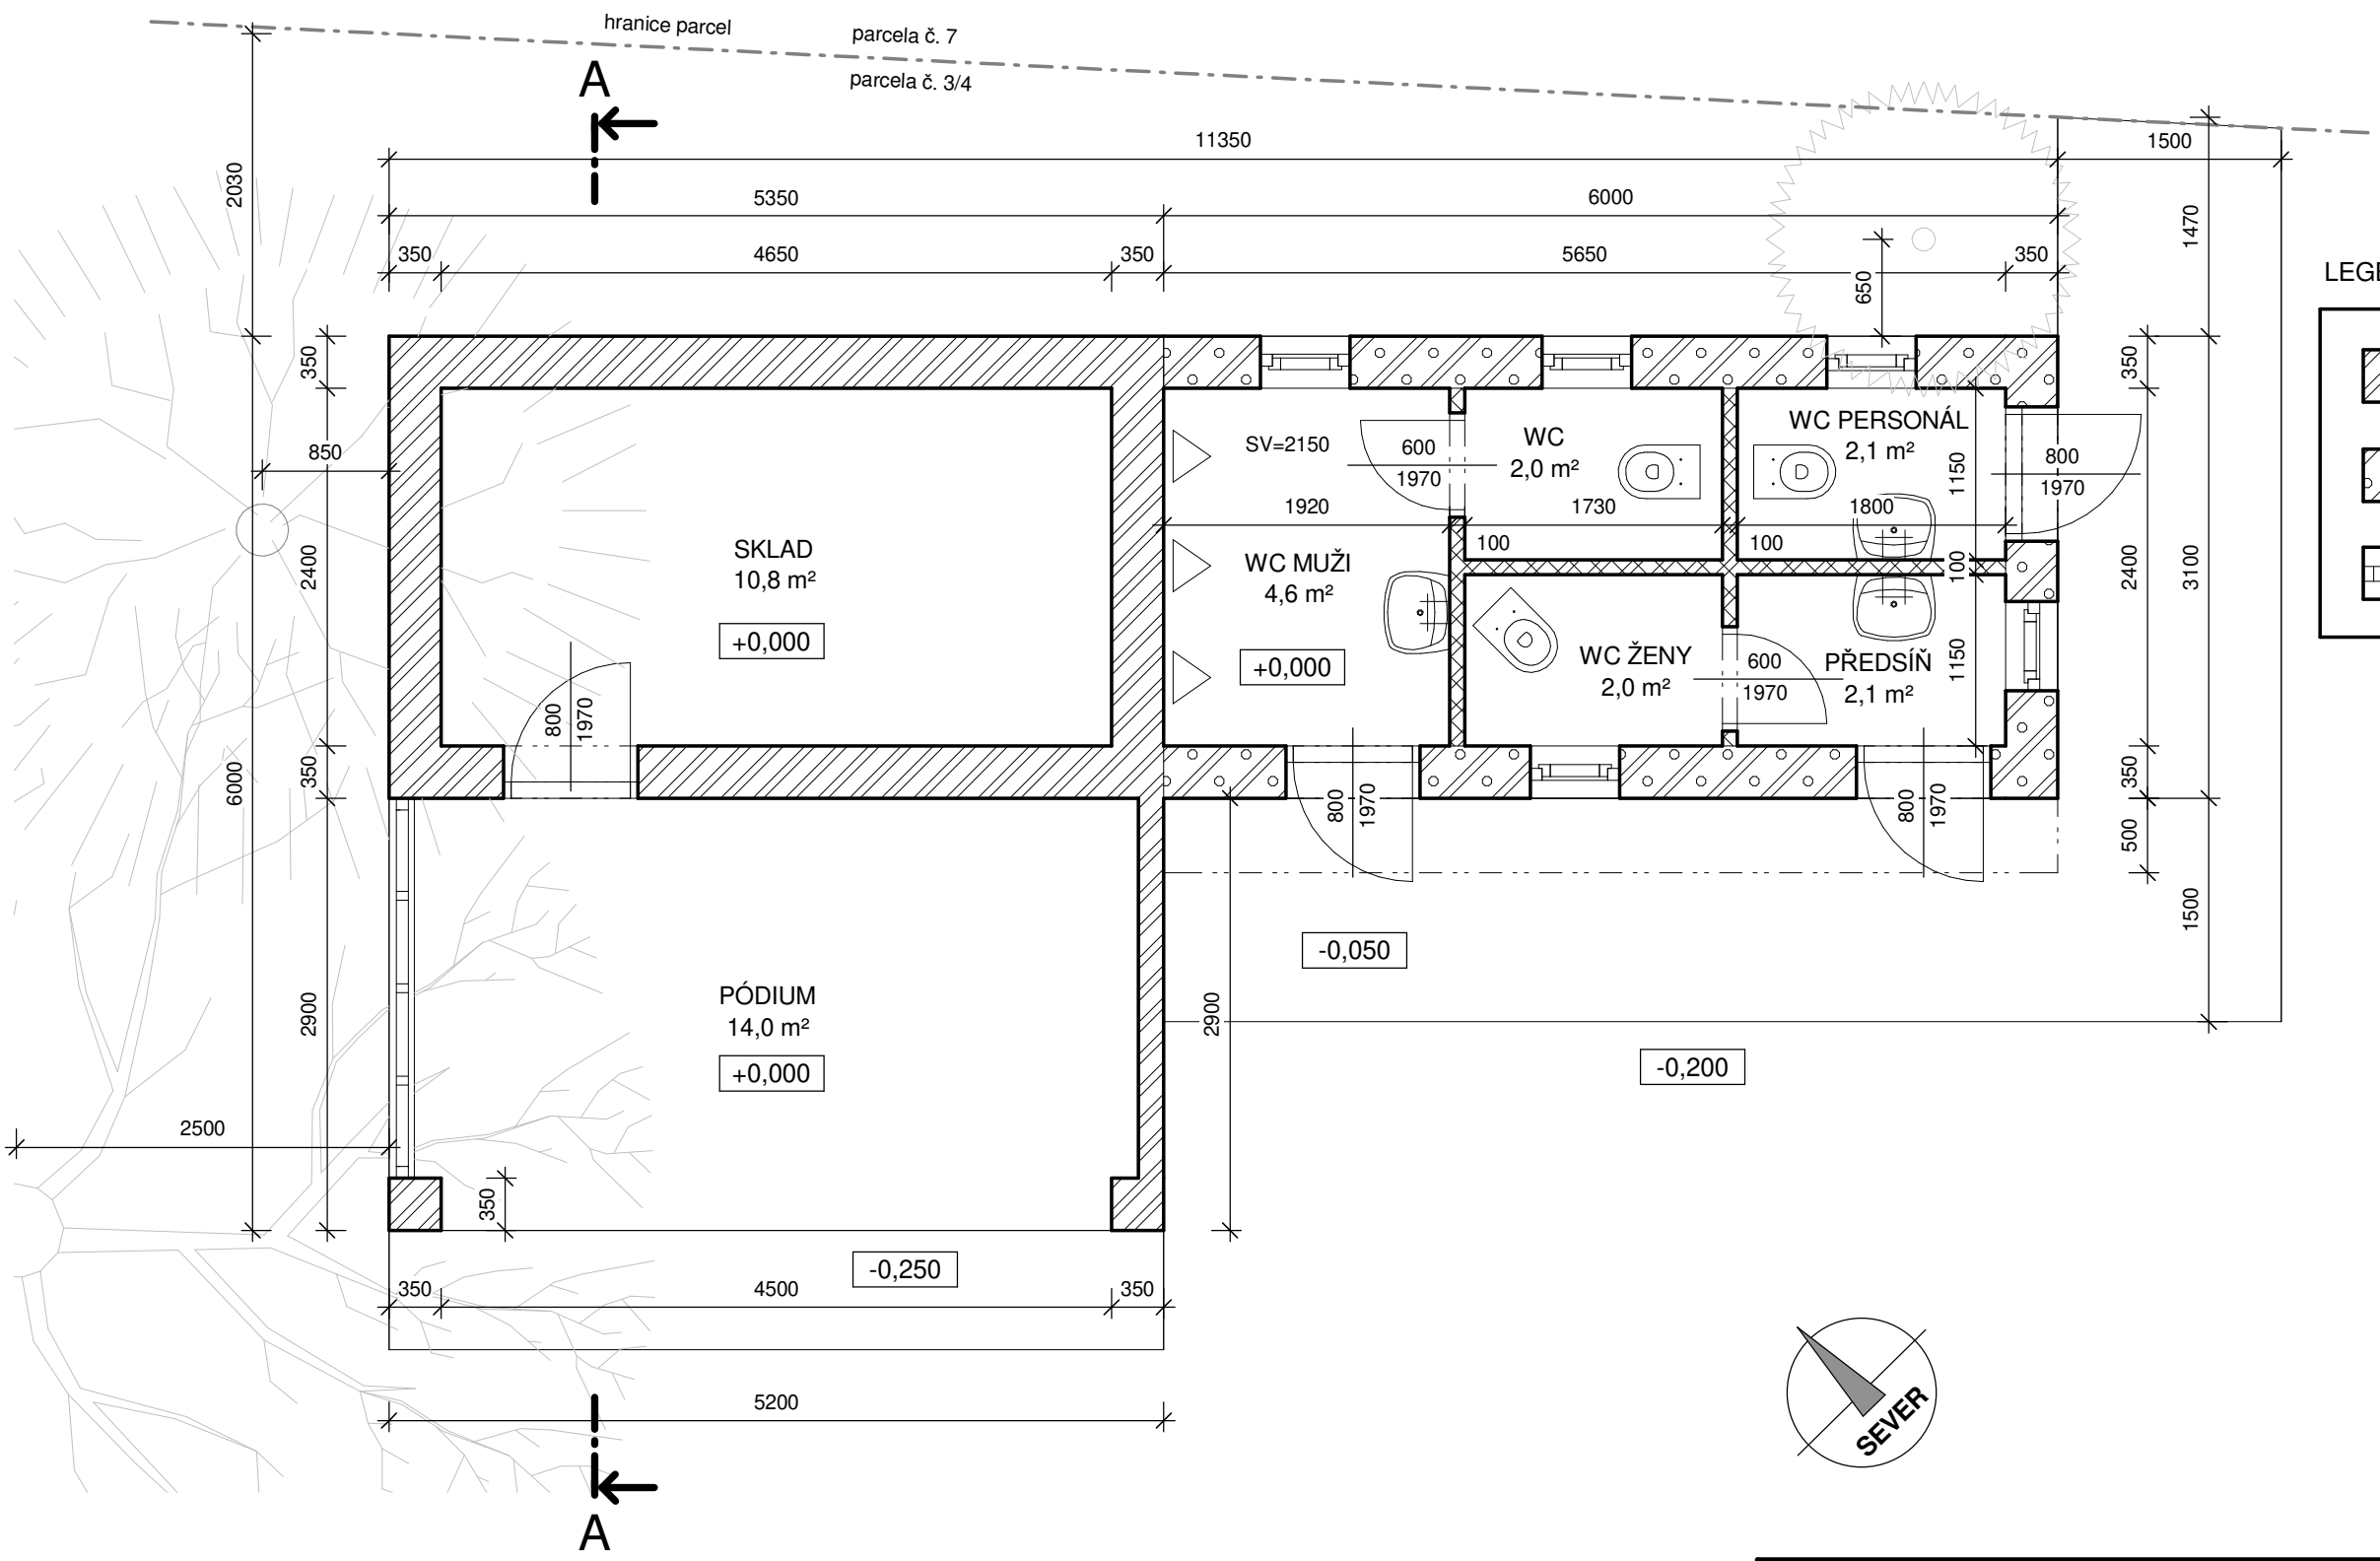 hranice parcel
parcela č. 7
parcela č. 3/4
A
11350
1500
5350
6000
350
4650
350
5650
350
2030
1470
650
LEGE
350
350
850
SV=2150
600
1970
WC
2,0 m²
WC PERSONÁL
2,1 m²
1150
800
1970
1920
1730
1800
100
100
SKLAD
10,8 m²
+0,000
2400
WC MUŽI
4,6 m²
+0,000
100
2400
3100
WC ŽENY
2,0 m²
600
1970
PŘEDSÍŇ
2,1 m²
1150
800
1970
6000
350
800
1970
800
1970
350
500
1500
-0,050
PÓDIUM
14,0 m²
+0,000
2900
2900
-0,200
2500
350
-0,250
350
4500
350
5200
SEVER
A